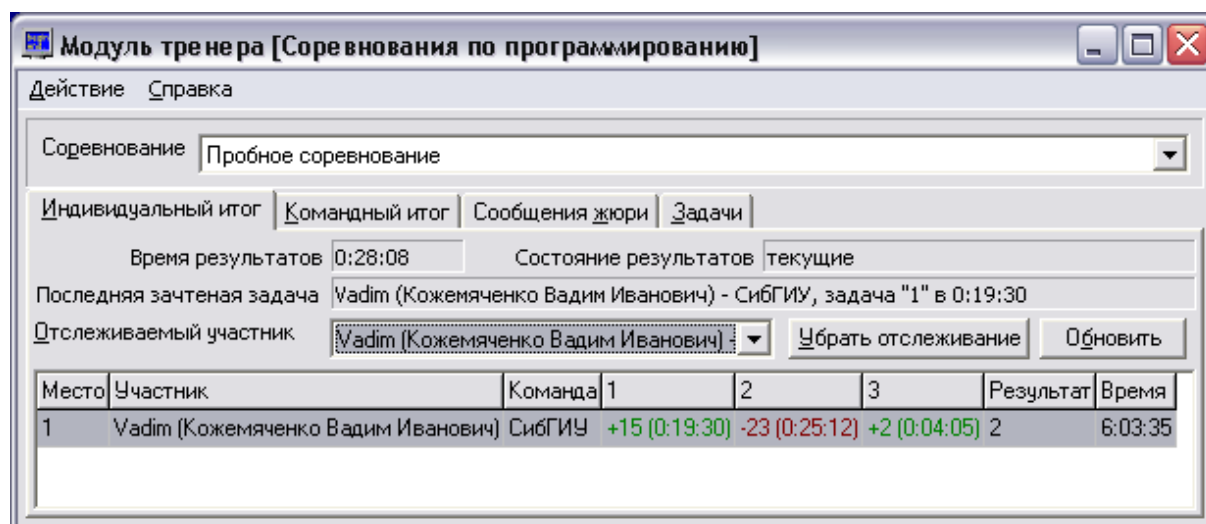 Модуль тренера [Соревнования по программированию]
Действие Справка
Соревнование Пробное соревнование
Индивидуальный итог Командный итог Сообщения жюри Задачи
Время результатов 0:28:08 Состояние результатов текущие
Последняя зачтеная задача Vadim (Кожемяченко Вадим Иванович) - СибГИУ, задача "1" в 0:19:30
Отслеживаемый участник Vadim (Кожемяченко Вадим Иванович) - Убрать отслеживание Обновить
Место Участник Команда 1 2 3 Результат Время
1 Vadim (Кожемяченко Вадим Иванович) СибГИУ +15 (0:19:30) -23 (0:25:12) +2 (0:04:05) 2 6:03:35